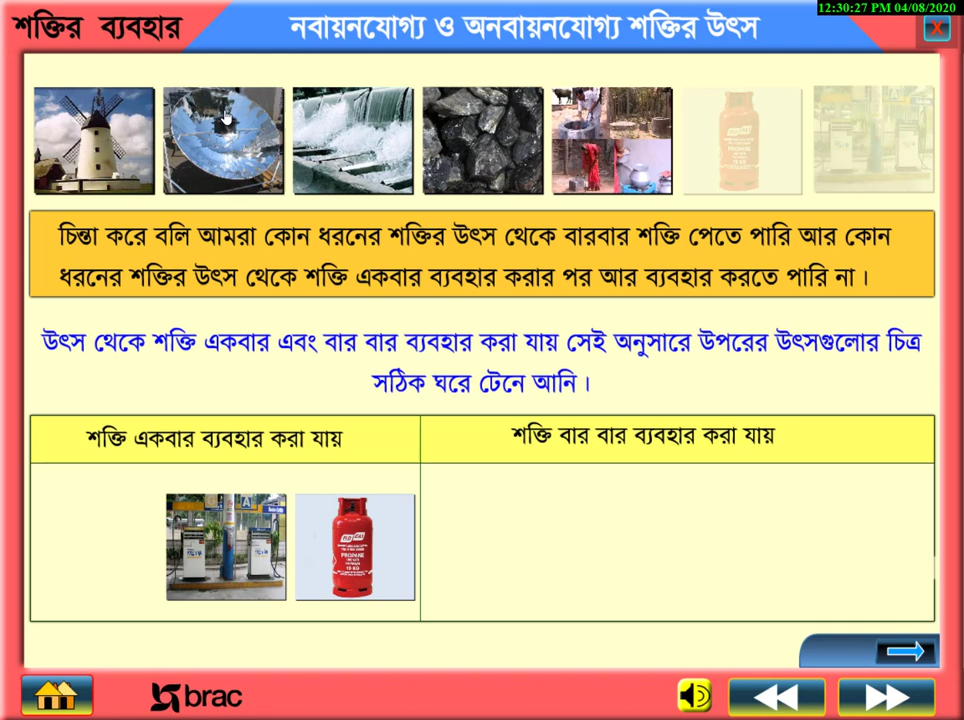 12:30:27 PM 04/08/2020
শক্তির ব্যবহার
নবায়নযোগ্য ও অনবায়নযোগ্য শক্তির উৎস
X
চিন্তা করে বলি আমরা কোন ধরনের শক্তির উৎস থেকে বারবার শক্তি পেতে পারি আর কোন
ধরনের শক্তির উৎস থেকে শক্তি একবার ব্যবহার করার পর আর ব্যবহার করতে পারি না।
উৎস থেকে শক্তি একবার এবং বার বার ব্যবহার করা যায় সেই অনুসারে উপরের উৎসগুলোর চিত্র
সঠিক ঘরে টেনে আনি।
শক্তি একবার ব্যবহার করা যায়
শক্তি বার বার ব্যবহার করা যায়
A
PROPANE
brac